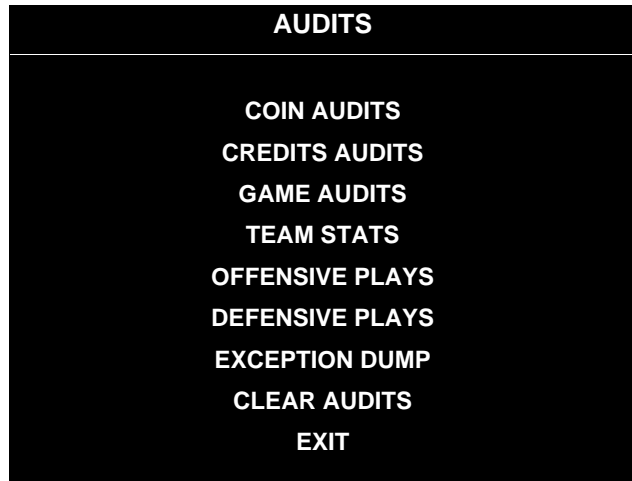 AUDITS
COIN AUDITS
CREDITS AUDITS
GAME AUDITS
TEAM STATS
OFFENSIVE PLAYS
DEFENSIVE PLAYS
EXCEPTION DUMP
CLEAR AUDITS
EXIT